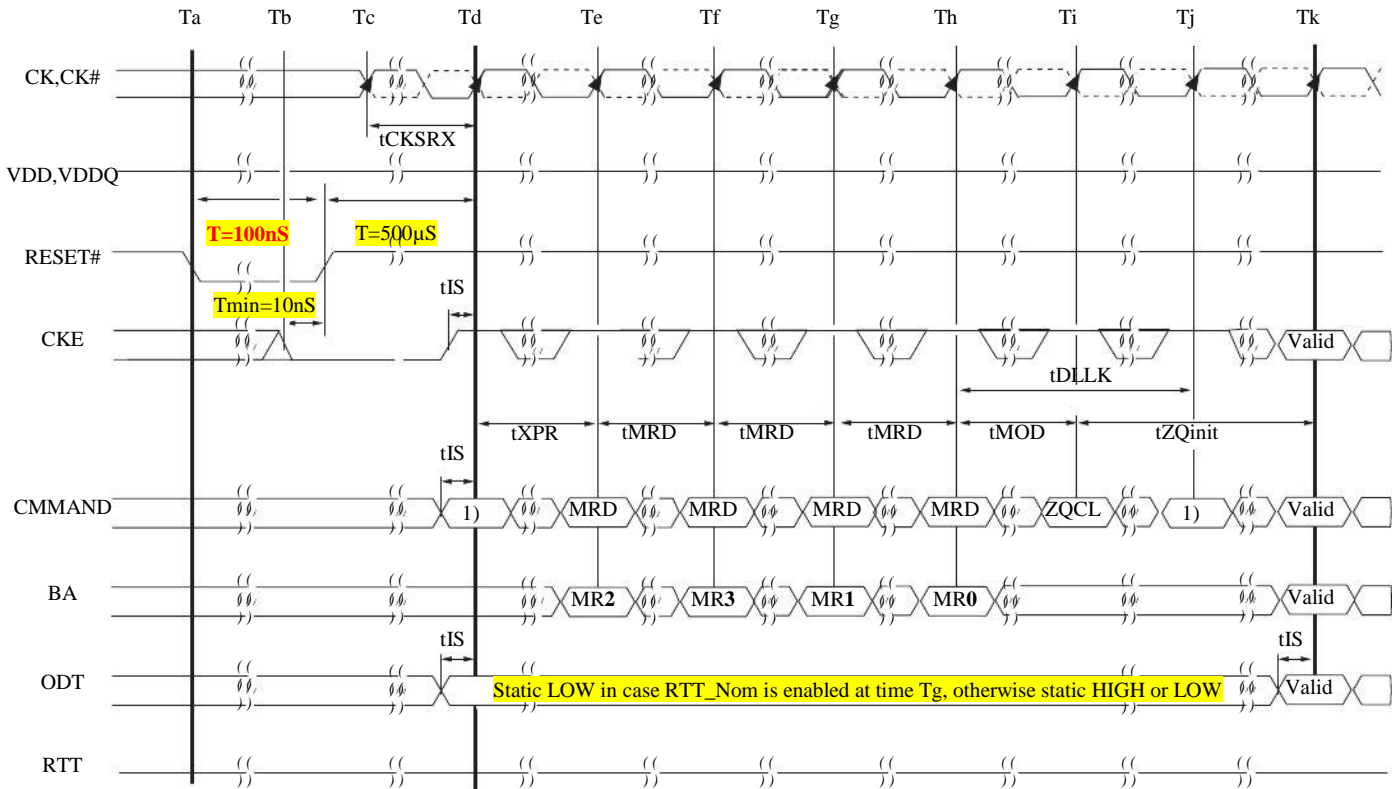 Ta Tb Tc Td Te Tf Tg Th Ti Tj Tk
CK,CK#
tCKSRX
VDD,VDDQ
T=100nS T=500µS
RESET#
Tmin=10nS tIS
CKE Valid
tDLLK
tXPR tMRD tMRD tMRD tMOD tZQinit
tIS
CMMAND 1) MRD MRD MRD MRD ZQCL 1) Valid
BA MR2 MR3 MR1 MR0 Valid
tIS tIS
ODT Static LOW in case RTT_Nom is enabled at time Tg, otherwise static HIGH or LOW Valid
RTT